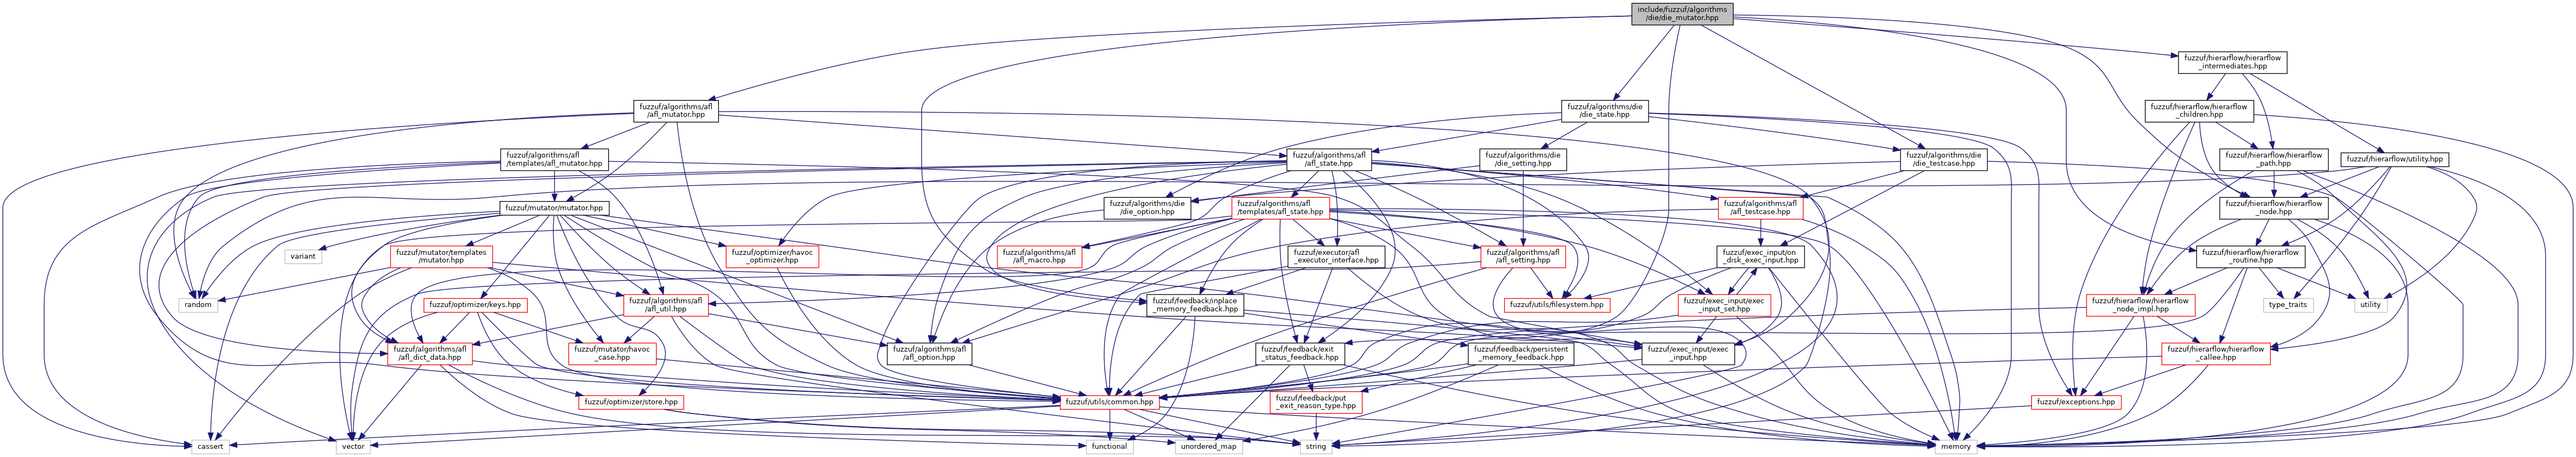 include/fuzzuf/algorithms
/die/die_mutator.hpp
fuzzuf/hierarflow/hierarflow
_intermediates.hpp
fuzzuf/algorithms/afl
/afl_mutator.hpp
fuzzuf/algorithms/die
/die_state.hpp
fuzzuf/hierarflow/hierarflow
_children.hpp
fuzzuf/algorithms/afl
/templates/afl_mutator.hpp
fuzzuf/algorithms/afl
/afl_state.hpp
fuzzuf/algorithms/die
/die_setting.hpp
fuzzuf/algorithms/die
/die_testcase.hpp
fuzzuf/hierarflow/hierarflow
_path.hpp
fuzzuf/hierarflow/utility.hpp
fuzzuf/mutator/mutator.hpp
fuzzuf/algorithms/die
/die_option.hpp
fuzzuf/algorithms/afl
/templates/afl_state.hpp
fuzzuf/algorithms/afl
/afl_testcase.hpp
fuzzuf/hierarflow/hierarflow
_node.hpp
variant
fuzzuf/mutator/templates
/mutator.hpp
fuzzuf/optimizer/havoc
_optimizer.hpp
fuzzuf/algorithms/afl
/afl_macro.hpp
fuzzuf/executor/afl
_executor_interface.hpp
fuzzuf/algorithms/afl
/afl_setting.hpp
fuzzuf/exec_input/on
_disk_exec_input.hpp
fuzzuf/hierarflow/hierarflow
_routine.hpp
random
fuzzuf/optimizer/keys.hpp
fuzzuf/algorithms/afl
/afl_util.hpp
fuzzuf/feedback/inplace
_memory_feedback.hpp
fuzzuf/utils/filesystem.hpp
fuzzuf/exec_input/exec
_input_set.hpp
fuzzuf/hierarflow/hierarflow
_node_impl.hpp
type_traits
utility
fuzzuf/algorithms/afl
/afl_dict_data.hpp
fuzzuf/mutator/havoc
_case.hpp
fuzzuf/algorithms/afl
/afl_option.hpp
fuzzuf/feedback/exit
_status_feedback.hpp
fuzzuf/feedback/persistent
_memory_feedback.hpp
fuzzuf/exec_input/exec
_input.hpp
fuzzuf/hierarflow/hierarflow
_callee.hpp
fuzzuf/optimizer/store.hpp
fuzzuf/utils/common.hpp
fuzzuf/feedback/put
_exit_reason_type.hpp
fuzzuf/exceptions.hpp
cassert
vector
functional
unordered_map
string
memory